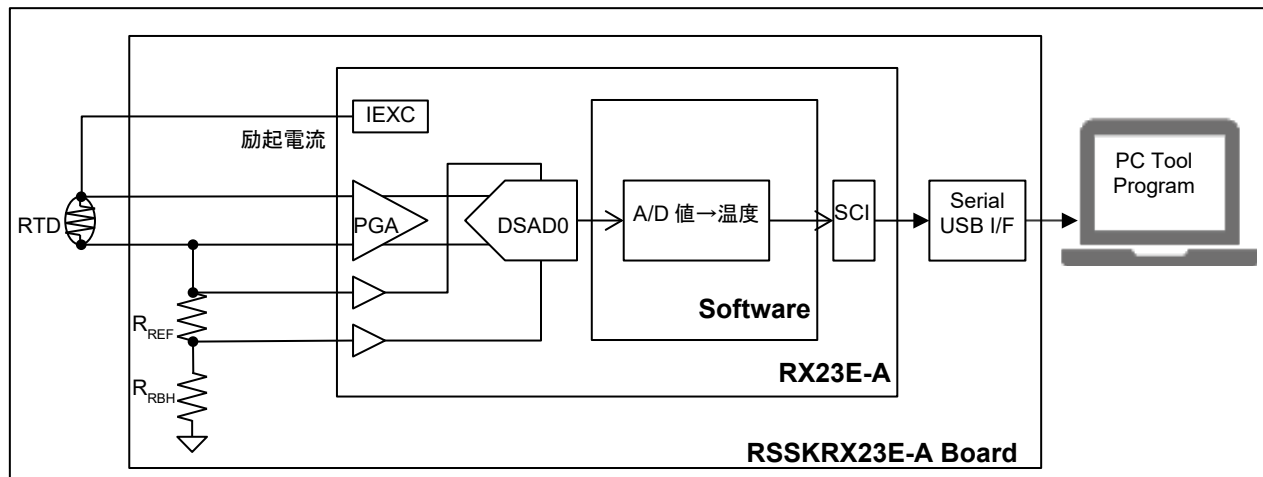 IEXC
励起電流
RTD
PGA
DSAD0
A/D 値→温度
SCI
Serial
USB I/F
PC Tool
Program
RREF
RRBH
Software
RX23E-A
RSSKRX23E-A Board